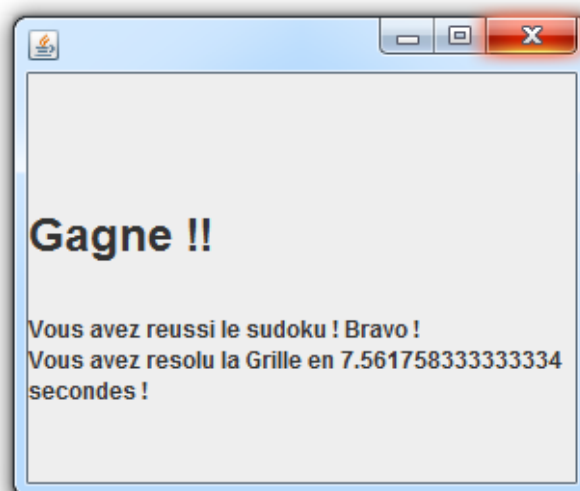 Gagne !!
Vous avez reussi le sudoku ! Bravo !
Vous avez resolu la Grille en 7.561758333333334
secondes !